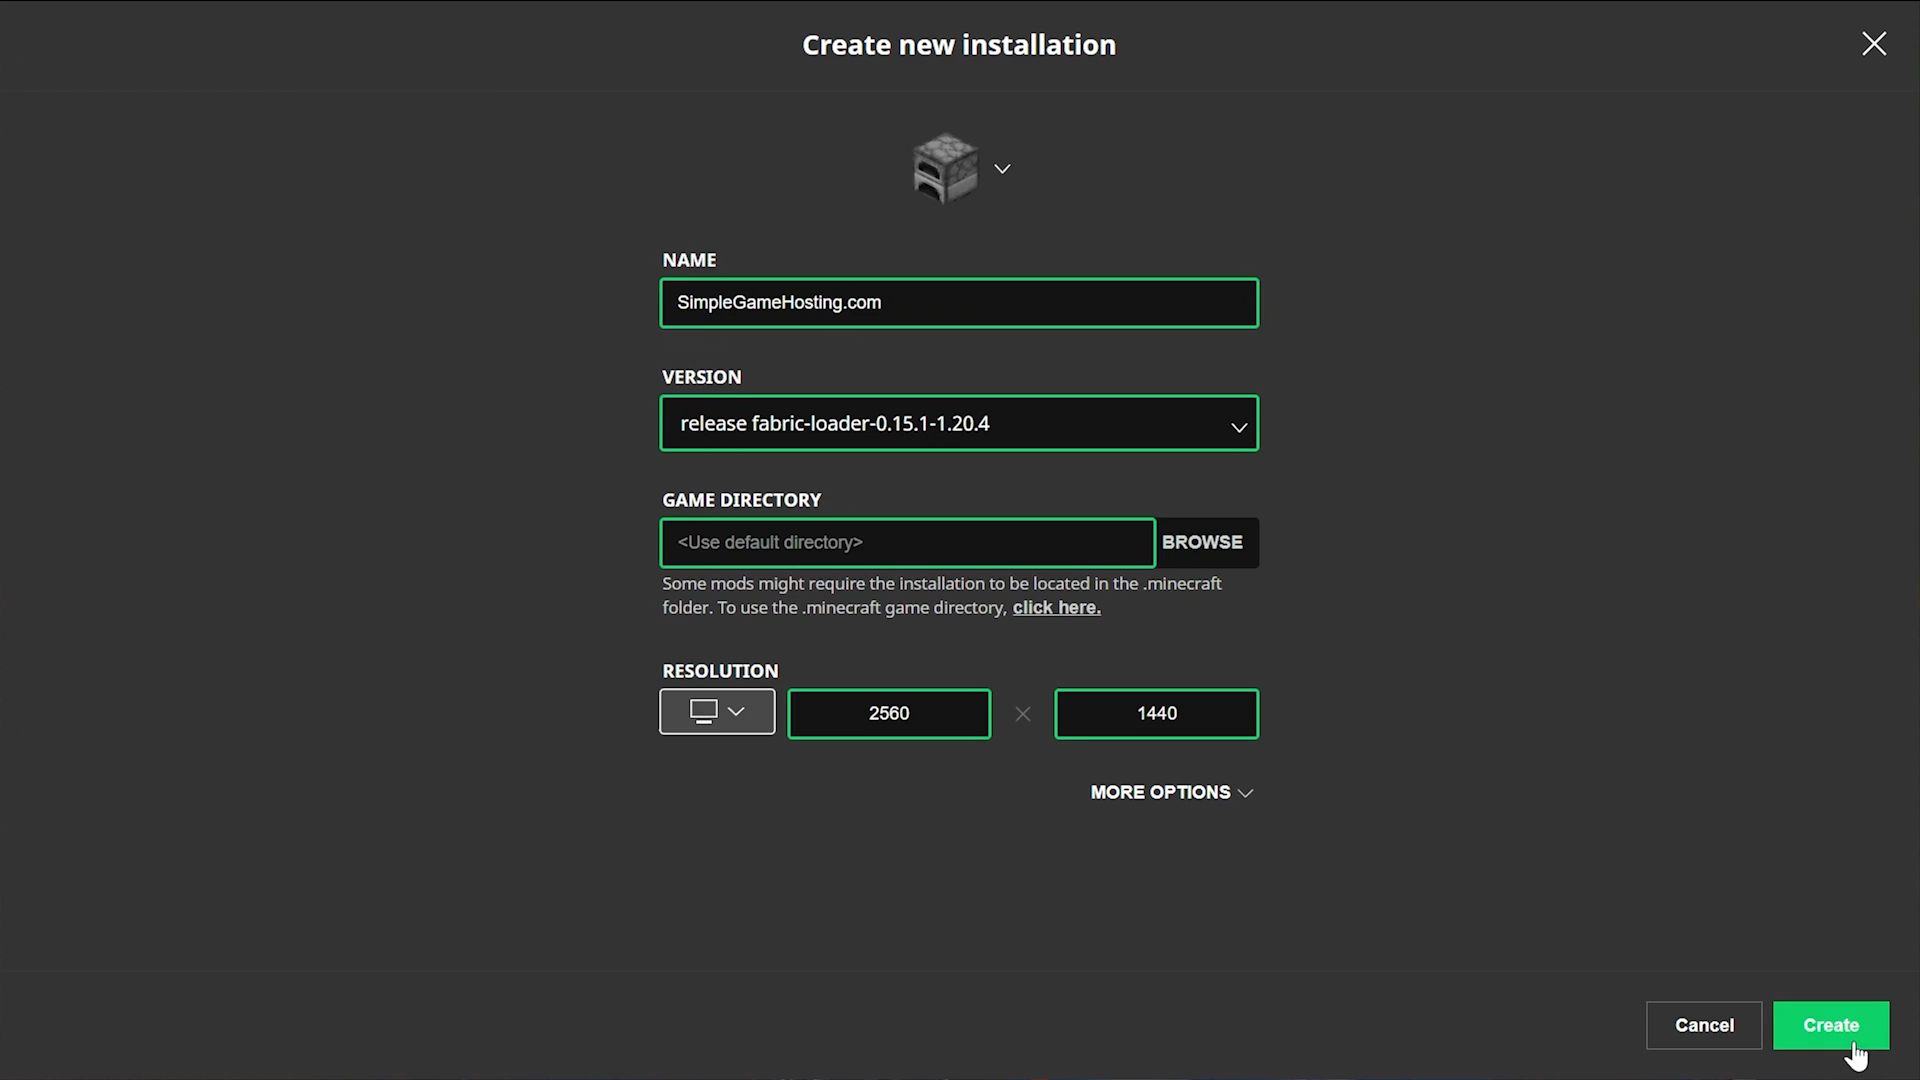 Create new installation
NAME
SimpleGameHosting.com
VERSION
release fabric-loader-0.15.1-1.20.4
GAME DIRECTORY
<Use default directory>
BROWSE
Some mods might require the installation to be located in the .minecraft
folder. To use the .minecraft game directory, click here.
RESOLUTION
2560
1440
MORE OPTIONS
Cancel
Create